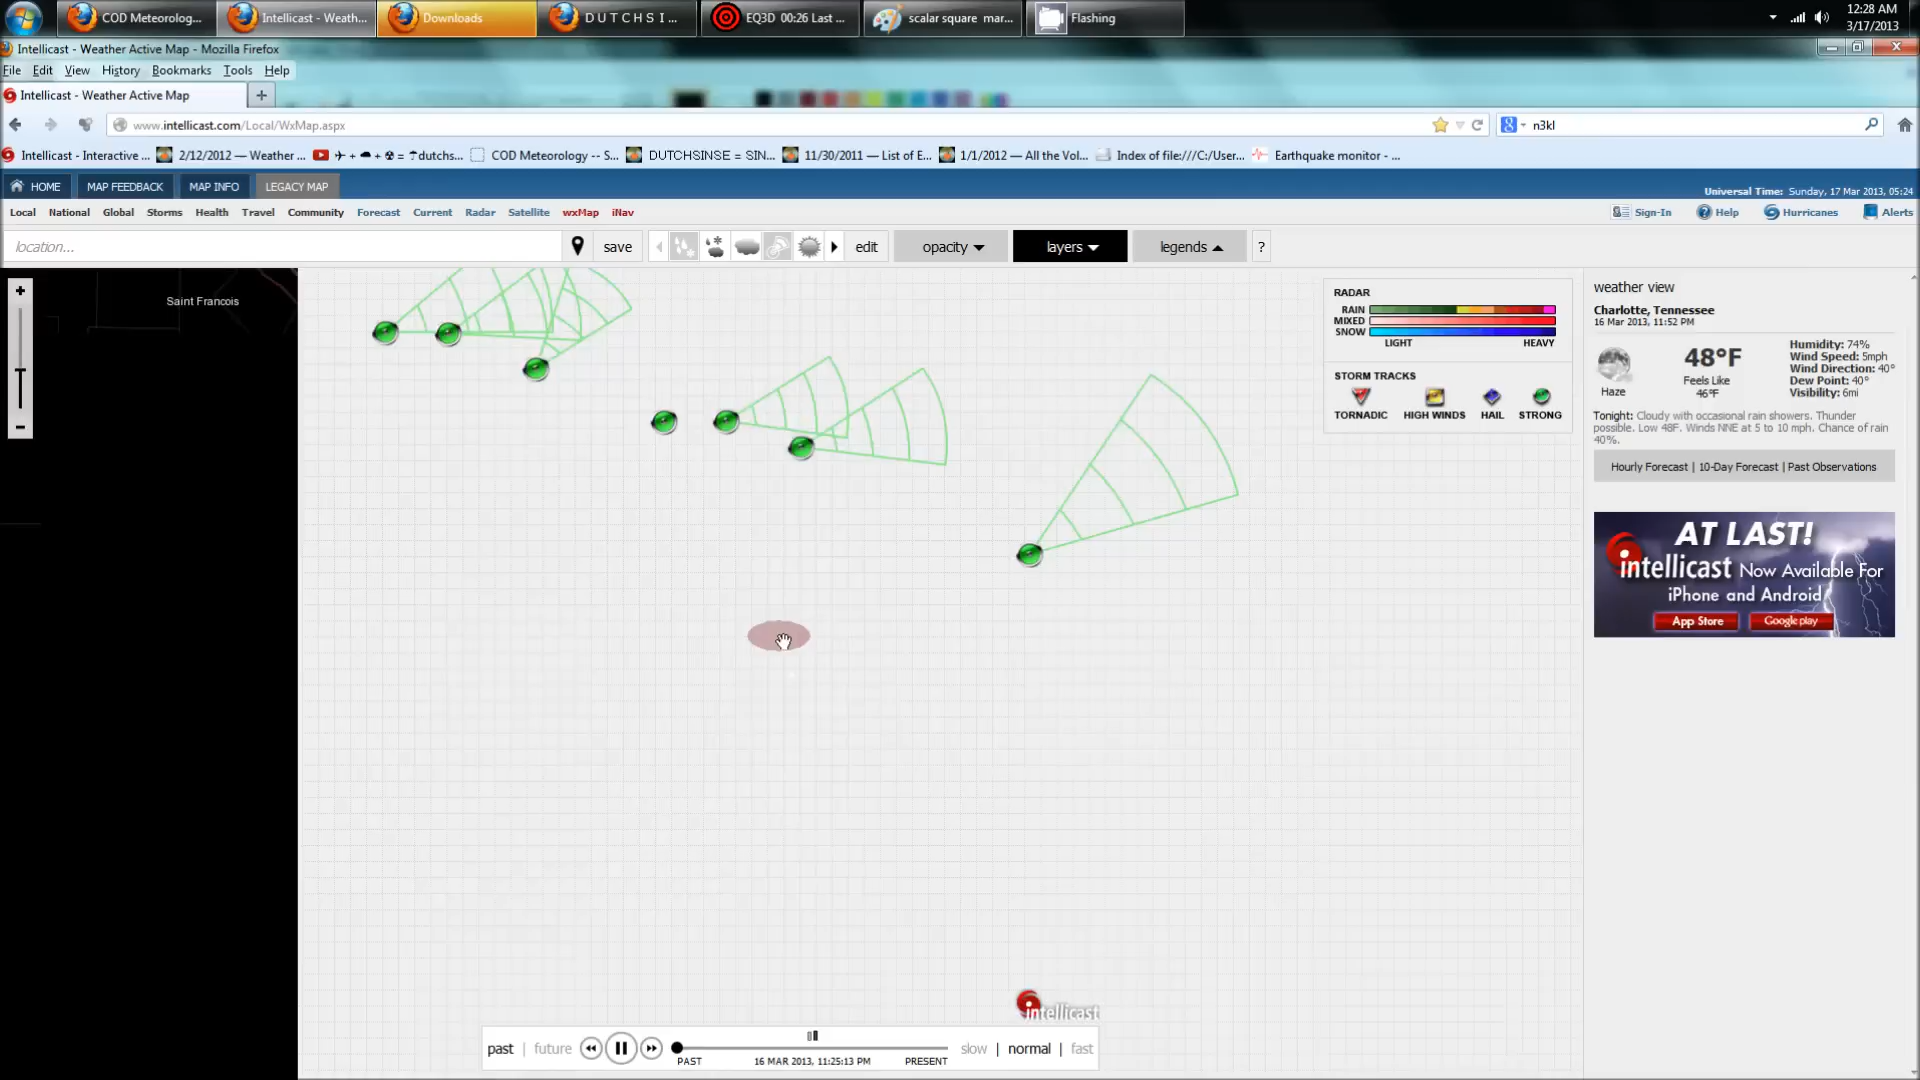 COD Meteorolog...
Intellicast - Weath...
Downloads
D U T C H S I ...
EQ3D 00:26 Last ...
scalar square mar...
Flashing
12:28 AM
3/17/2013
Intellicast - Weather Active Map - Mozilla Firefox
File Edit View History Bookmarks Tools Help
Intellicast - Weather Active Map
www.intellicast.com/Local/WxMap.aspx
n3kl
Intellicast - Interactive ...
2/12/2012 — Weather ...
= ☂dutchs...
COD Meteorology -- S...
DUTCHSINSE = SIN...
11/30/2011 — List of E...
1/1/2012 — All the Vol...
Index of file:///C:/User...
Earthquake monitor - ...
HOME MAP FEEDBACK MAP INFO LEGACY MAP
Universal Time: Sunday, 17 Mar 2013, 05:24
Local National Global Storms Health Travel Community Forecast Current Radar Satellite wxMap iNav
Sign-In Help Hurricanes Alerts
location...
save
edit
opacity
layers
legends
?
Saint Francois
RADAR
RAIN
MIXED
SNOW
LIGHT HEAVY
STORM TRACKS
TORNADIC HIGH WINDS HAIL STRONG
weather view
Charlotte, Tennessee
16 Mar 2013, 11:52 PM
Haze
48°F
Feels Like
46°F
Humidity: 74%
Wind Speed: 5mph
Wind Direction: 40°
Dew Point: 40°
Visibility: 6mi
Tonight: Cloudy with occasional rain showers. Thunder
possible. Low 48F. Winds NNE at 5 to 10 mph. Chance of rain
40%.
Hourly Forecast | 10-Day Forecast | Past Observations
AT LAST!
intellicast Now Available For
iPhone and Android
App Store Google play
intellicast
past | future
PAST 16 MAR 2013, 11:25:13 PM PRESENT
slow | normal | fast